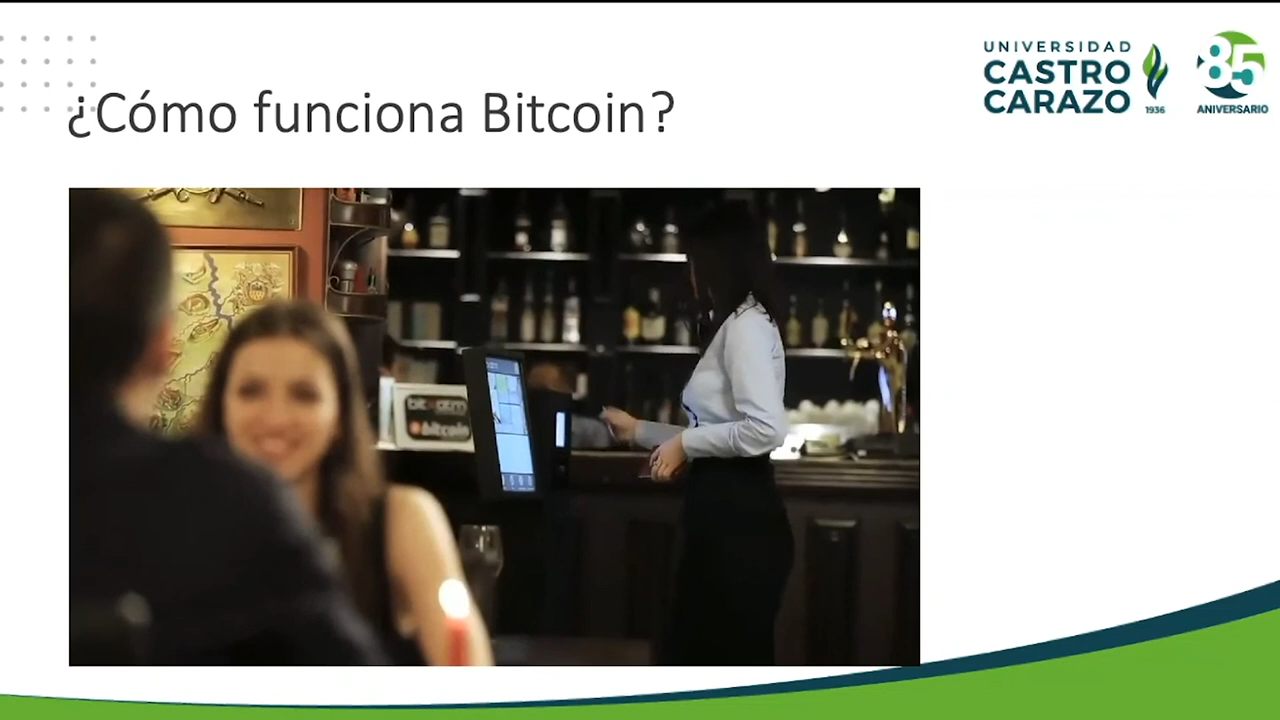 ¿Cómo funciona Bitcoin?
UNIVERSIDAD
CASTRO
CARAZO
1936
85
ANIVERSARIO
bitcoin